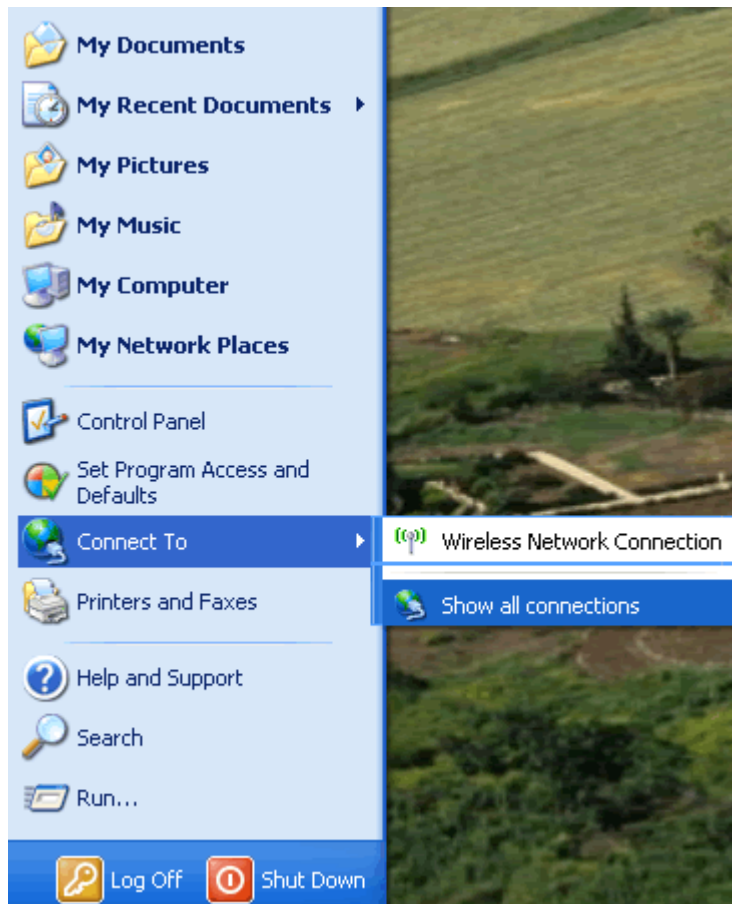 My Documents
My Recent Documents
My Pictures
My Music
My Computer
My Network Places
Control Panel
Set Program Access and
Defaults
Connect To
Wireless Network Connection
Show all connections
Printers and Faxes
Help and Support
Search
Run...
Log Off
Shut Down